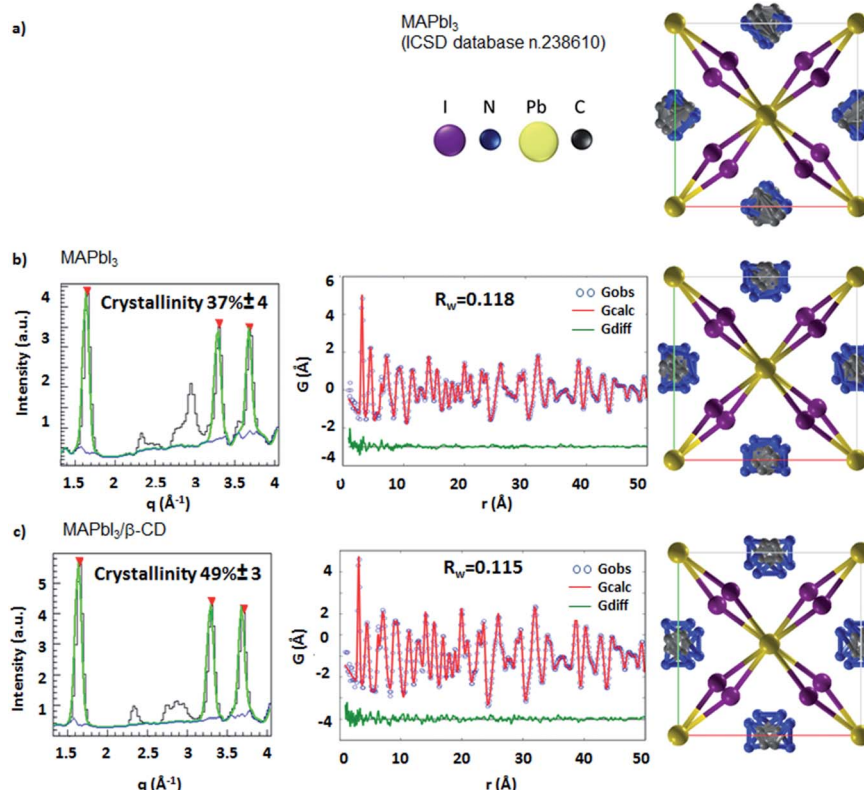 a)
MAPbI₃
(ICSD database n.238610)
I N Pb C
b) MAPbI₃
Crystallinity 37%±4
Intensity (a.u.)
4
3
2
1
1.5 2 2.5 3 3.5 4
q (Å⁻¹)
R_w=0.118
Gobs
Gcalc
Gdiff
G (Å)
6
4
2
0
-2
-4
0 10 20 30 40 50
r (Å)
c) MAPbI₃/β-CD
Crystallinity 49%±3
Intensity (a.u.)
5
4
3
2
1
1.5 2 2.5 3 3.5 4
q (Å⁻¹)
R_w=0.115
Gobs
Gcalc
Gdiff
G (Å)
4
2
0
-2
-4
0 10 20 30 40 50
r (Å)